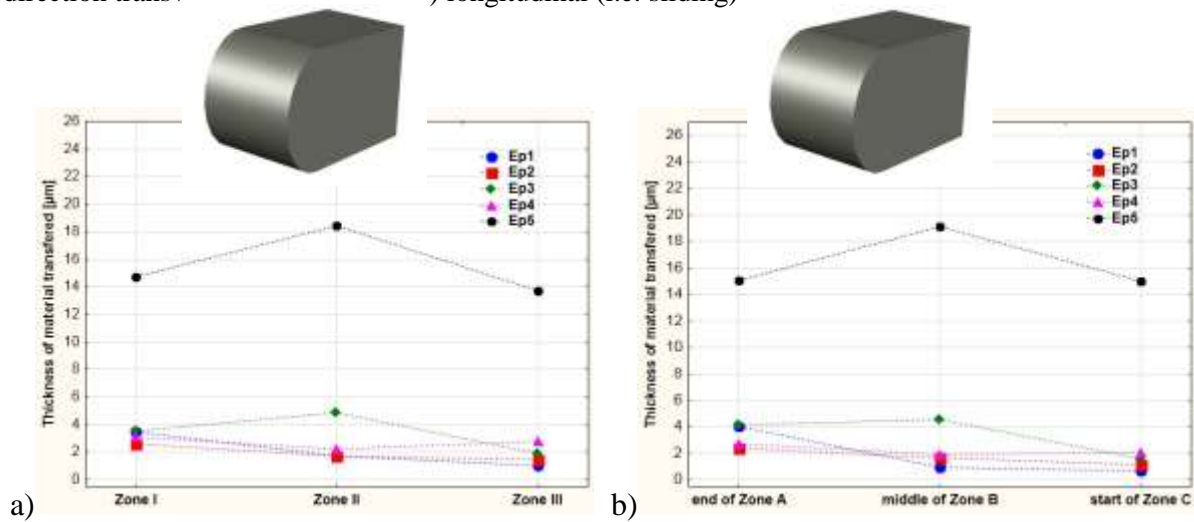 direction ) longitudinal (i.e. sliding)
Thickness of material transfered [µm]
26
24
22
20
18
16
14
12
10
8
6
4
2
0
Ep1
Ep2
Ep3
Ep4
Ep5
Zone I Zone II Zone III
a)
Thickness of material transfered [µm]
26
24
22
20
18
16
14
12
10
8
6
4
2
0
Ep1
Ep2
Ep3
Ep4
Ep5
end of Zone A middle of Zone B start of Zone C
b)